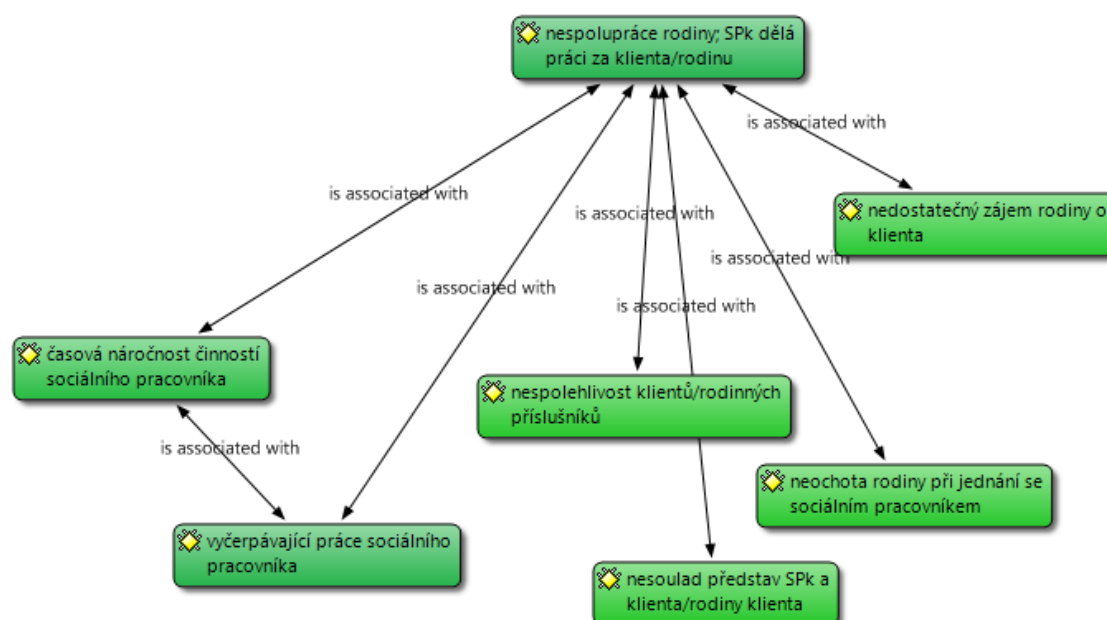 nespolupráce rodiny; SPk dělá
práci za klienta/rodinu
is associated with
is associated with
nedostatečný zájem rodiny o
klienta
is associated with
is associated with
is associated with
is associated with
časová náročnost činností
sociálního pracovníka
nespolehlivost klientů/rodinných
příslušníků
is associated with
neochota rodiny při jednání se
sociálním pracovníkem
vyčerpávající práce sociálního
pracovníka
nesoulad představ SPk a
klienta/rodiny klienta